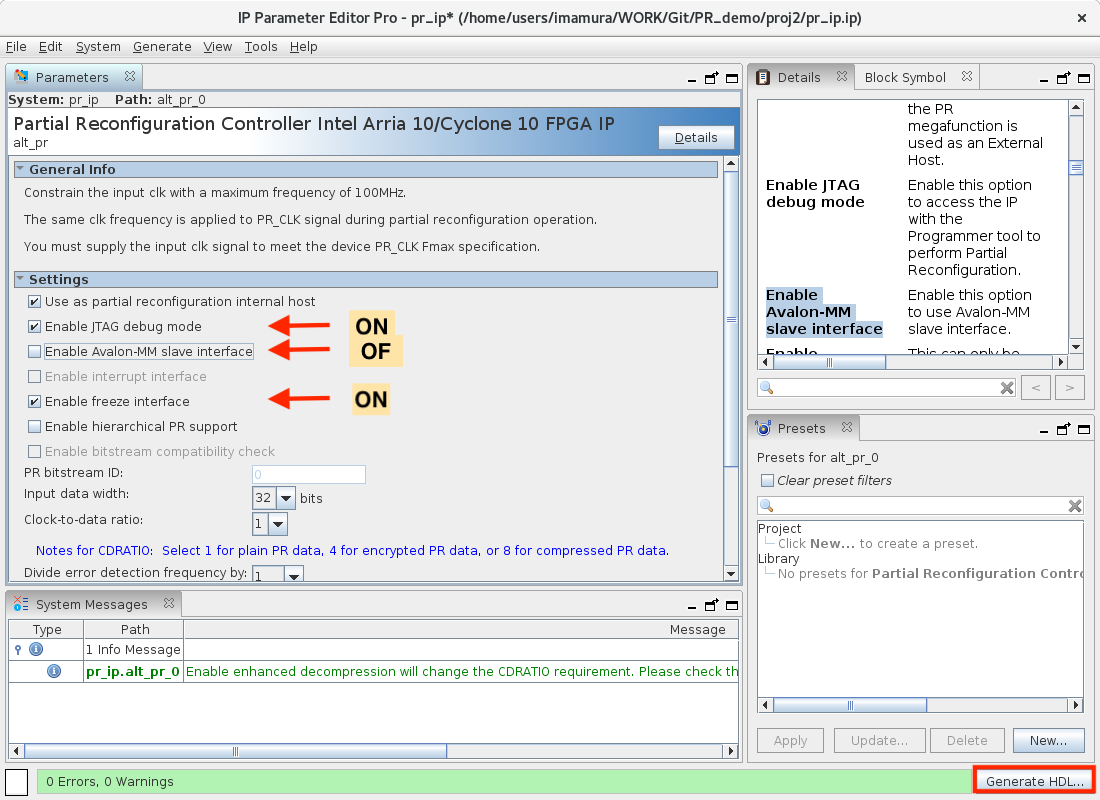 IP Parameter Editor Pro - pr_ip* (/home/users/imamura/WORK/Git/PR_demo/proj2/pr_ip.ip)
File Edit System Generate View Tools Help
Parameters
System: pr_ip Path: alt_pr_0
Partial Reconfiguration Controller Intel Arria 10/Cyclone 10 FPGA IP
alt_pr
Details
General Info
Constrain the input clk with a maximum frequency of 100MHz.
The same clk frequency is applied to PR_CLK signal during partial reconfiguration operation.
You must supply the input clk signal to meet the device PR_CLK Fmax specification.
Settings
Use as partial reconfiguration internal host
Enable JTAG debug mode
ON
Enable Avalon-MM slave interface
OF
Enable interrupt interface
Enable freeze interface
ON
Enable hierarchical PR support
Enable bitstream compatibility check
PR bitstream ID: 0
Input data width: 32 bits
Clock-to-data ratio: 1
Notes for CDRATIO: Select 1 for plain PR data, 4 for encrypted PR data, or 8 for compressed PR data.
Divide error detection frequency by: 1
System Messages
Type Path Message
1 Info Message
pr_ip.alt_pr_0 Enable enhanced decompression will change the CDRATIO requirement. Please check th
0 Errors, 0 Warnings
Details Block Symbol
the PR
megafunction is
used as an External
Host.
Enable JTAG
debug mode
Enable this option
to access the IP
with the
Programmer tool to
perform Partial
Reconfiguration.
Enable
Avalon-MM
slave interface
Enable this option
to use Avalon-MM
slave interface.
Enable
This can only be
< >
Presets
Presets for alt_pr_0
Clear preset filters
Project
Click New... to create a preset.
Library
No presets for Partial Reconfiguration Contro
Apply Update... Delete New...
Generate HDL...